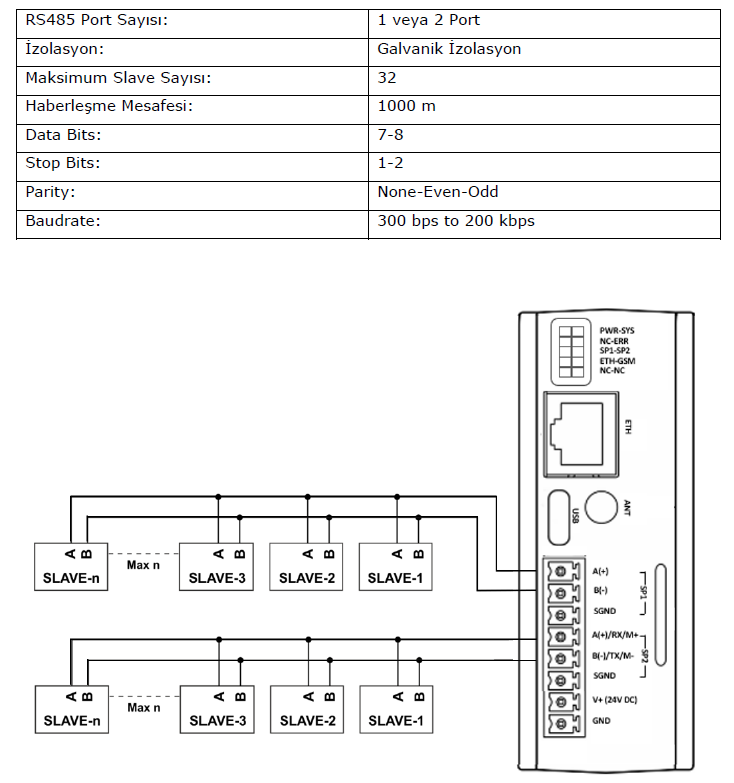 RS485 Port Sayısı: 1 veya 2 Port
İzolasyon: Galvanik İzolasyon
Maksimum Slave Sayısı: 32
Haberleşme Mesafesi: 1000 m
Data Bits: 7-8
Stop Bits: 1-2
Parity: None-Even-Odd
Baudrate: 300 bps to 200 kbps
PWR-SYS
NC-ERR
SP1-SP2
ETH-GSM
NC-NC
ETH
USB
ANT
A B A B A B A B
SLAVE-n Max n SLAVE-3 SLAVE-2 SLAVE-1
A(+)
B(-)
SGND
SP1
A(+)/RX/M+
B(-)/TX/M-
SGND
SP2
V+ (24V DC)
GND
A B A B A B A B
SLAVE-n Max n SLAVE-3 SLAVE-2 SLAVE-1